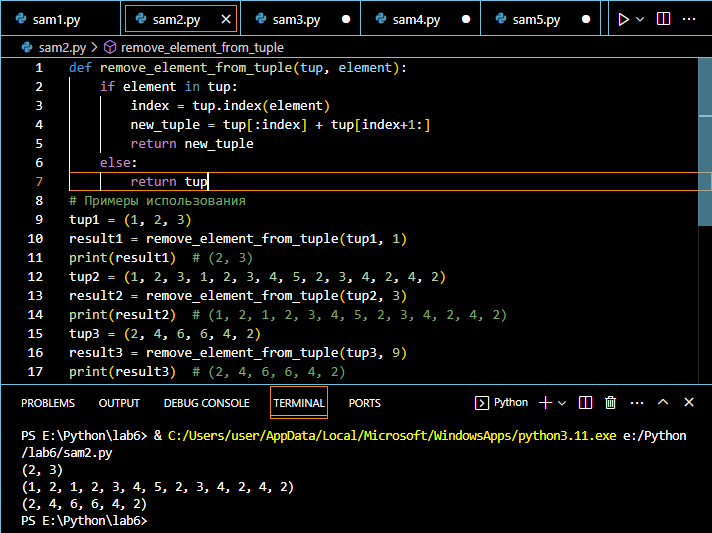 sam1.py sam2.py sam3.py sam4.py sam5.py
sam2.py > remove_element_from_tuple
1 def remove_element_from_tuple(tup, element):
2 if element in tup:
3 index = tup.index(element)
4 new_tuple = tup[:index] + tup[index+1:]
5 return new_tuple
6 else:
7 return tup
8 # Примеры использования
9 tup1 = (1, 2, 3)
10 result1 = remove_element_from_tuple(tup1, 1)
11 print(result1)  # (2, 3)
12 tup2 = (1, 2, 3, 1, 2, 3, 4, 5, 2, 3, 4, 2, 4, 2)
13 result2 = remove_element_from_tuple(tup2, 3)
14 print(result2)  # (1, 2, 1, 2, 3, 4, 5, 2, 3, 4, 2, 4, 2)
15 tup3 = (2, 4, 6, 6, 4, 2)
16 result3 = remove_element_from_tuple(tup3, 9)
17 print(result3)  # (2, 4, 6, 6, 4, 2)
PROBLEMS OUTPUT DEBUG CONSOLE TERMINAL PORTS Python
PS E:\Python\lab6> & C:/Users/user/AppData/Local/Microsoft/WindowsApps/python3.11.exe e:/Python
/lab6/sam2.py
(2, 3)
(1, 2, 1, 2, 3, 4, 5, 2, 3, 4, 2, 4, 2)
(2, 4, 6, 6, 4, 2)
PS E:\Python\lab6>